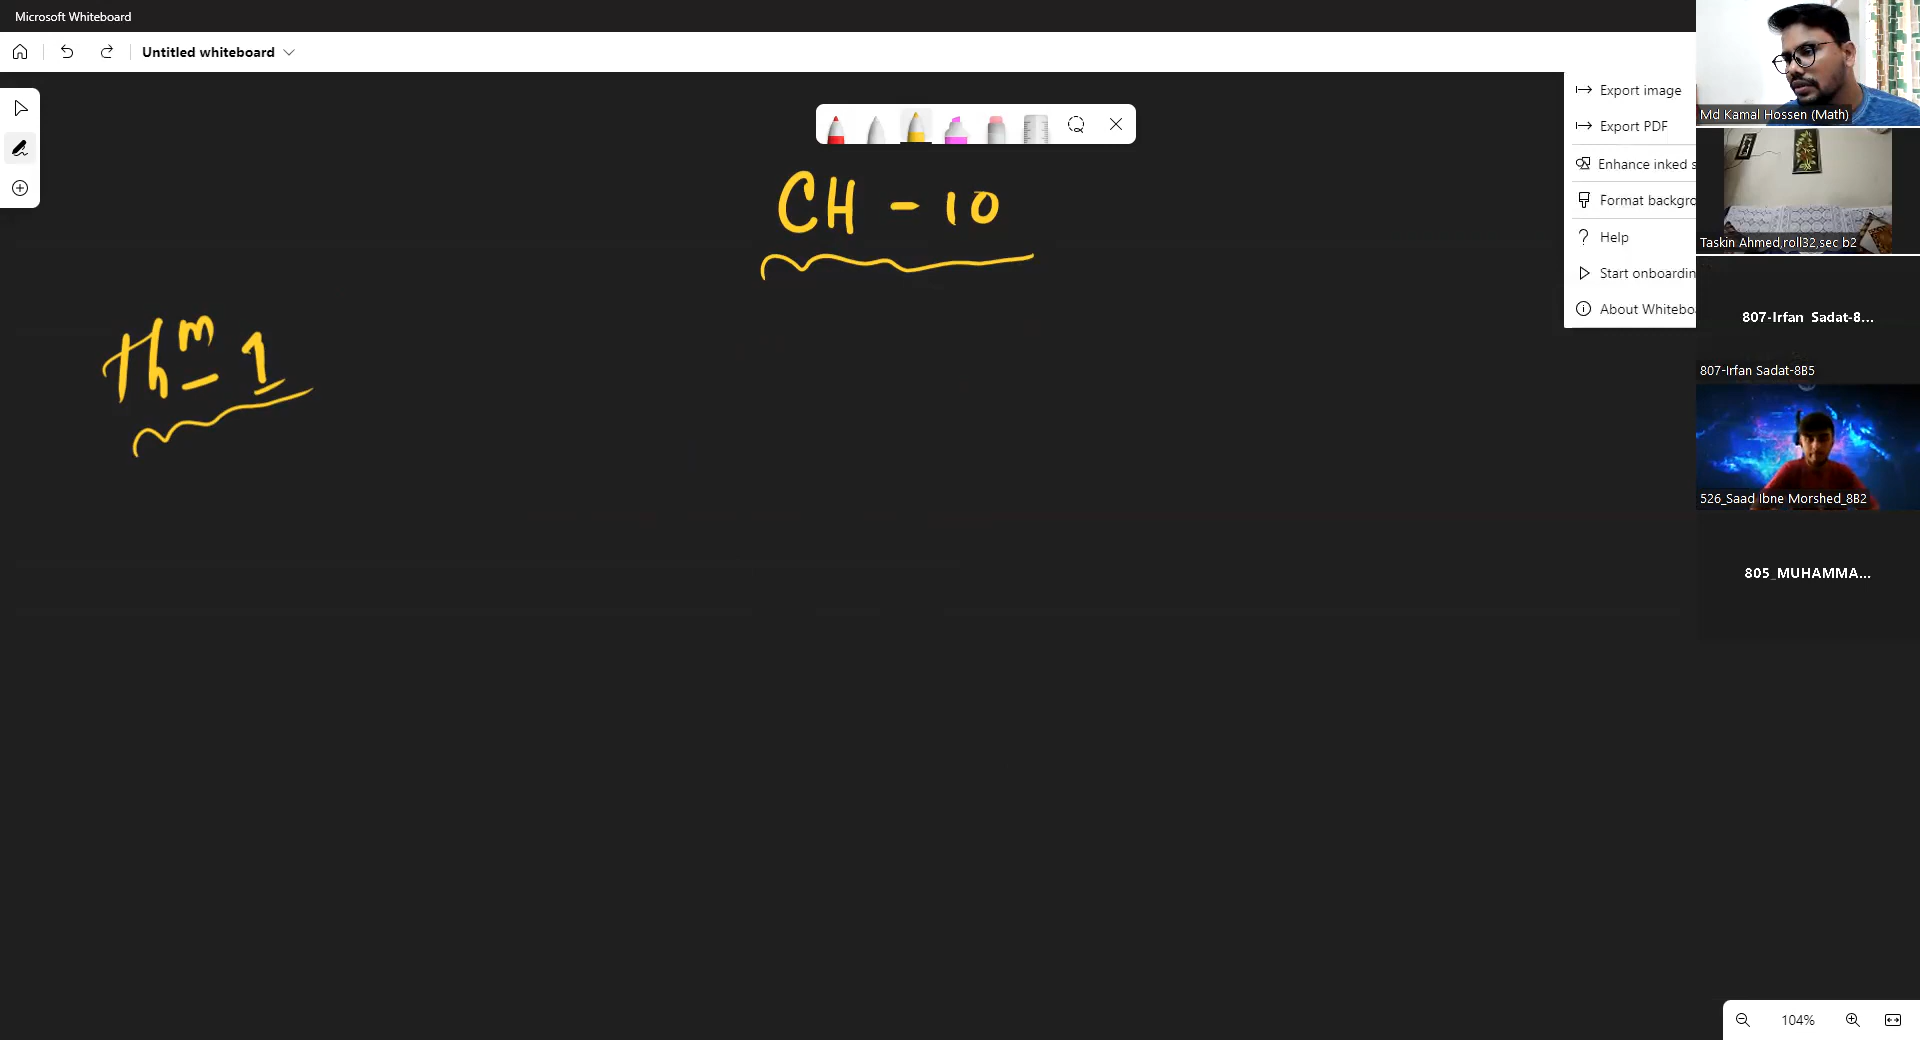 Microsoft Whiteboard
Untitled whiteboard
CH - 10
Thm - 1
Export image
Export PDF
Enhance inked s
Format backgro
Help
Start onboardin
About Whitebo
Md Kamal Hossen (Math)
Taskin Ahmed,roll32,sec b2
807-Irfan Sadat-8...
807-Irfan Sadat-8B5
526_Saad Ibne Morshed_8B2
805_MUHAMMA...
104%